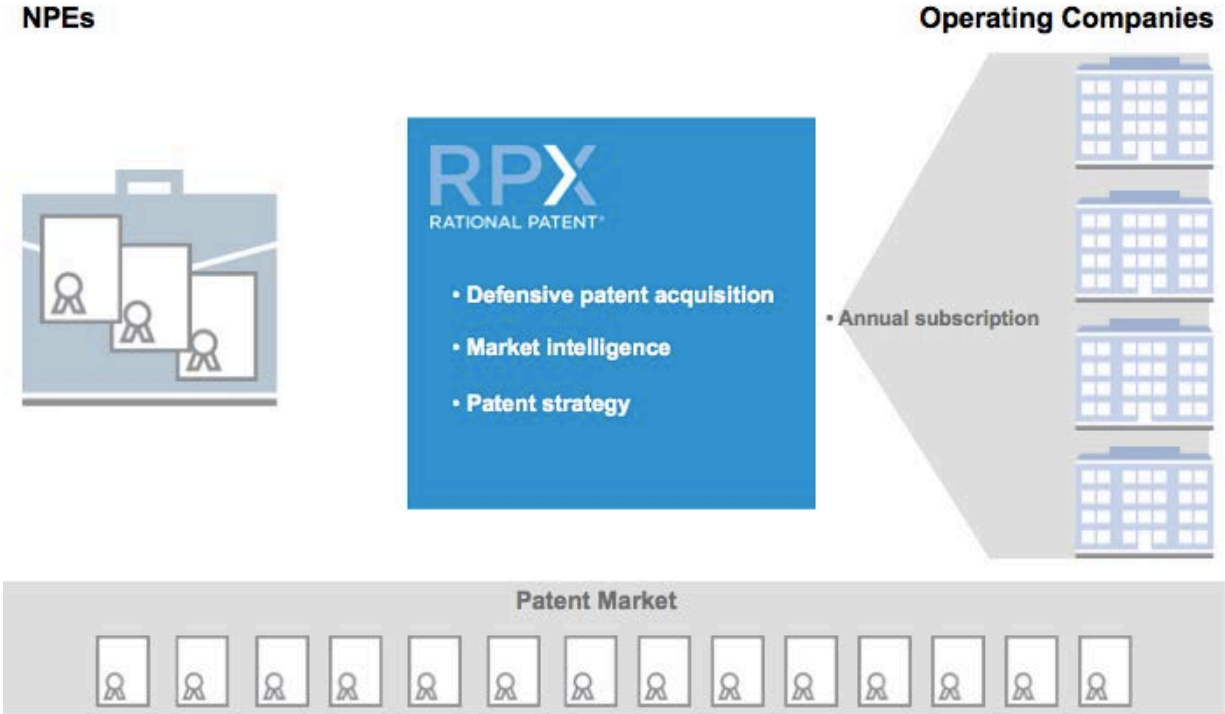 NPEs
Operating Companies
RPX
RATIONAL PATENT®
• Defensive patent acquisition
• Market intelligence
• Patent strategy
• Annual subscription
Patent Market